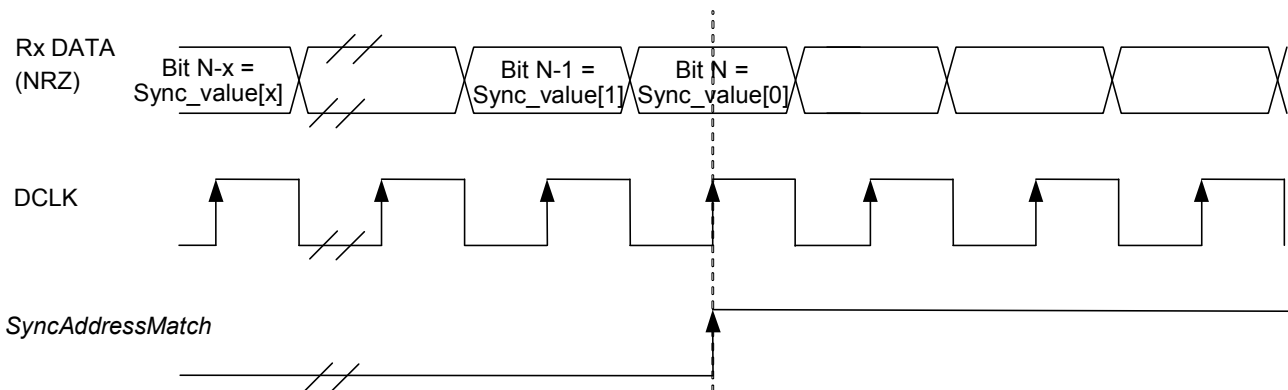 Rx DATA
(NRZ)
Bit N-x =
Sync_value[x]
Bit N-1 =
Sync_value[1]
Bit N =
Sync_value[0]
DCLK
SyncAddressMatch